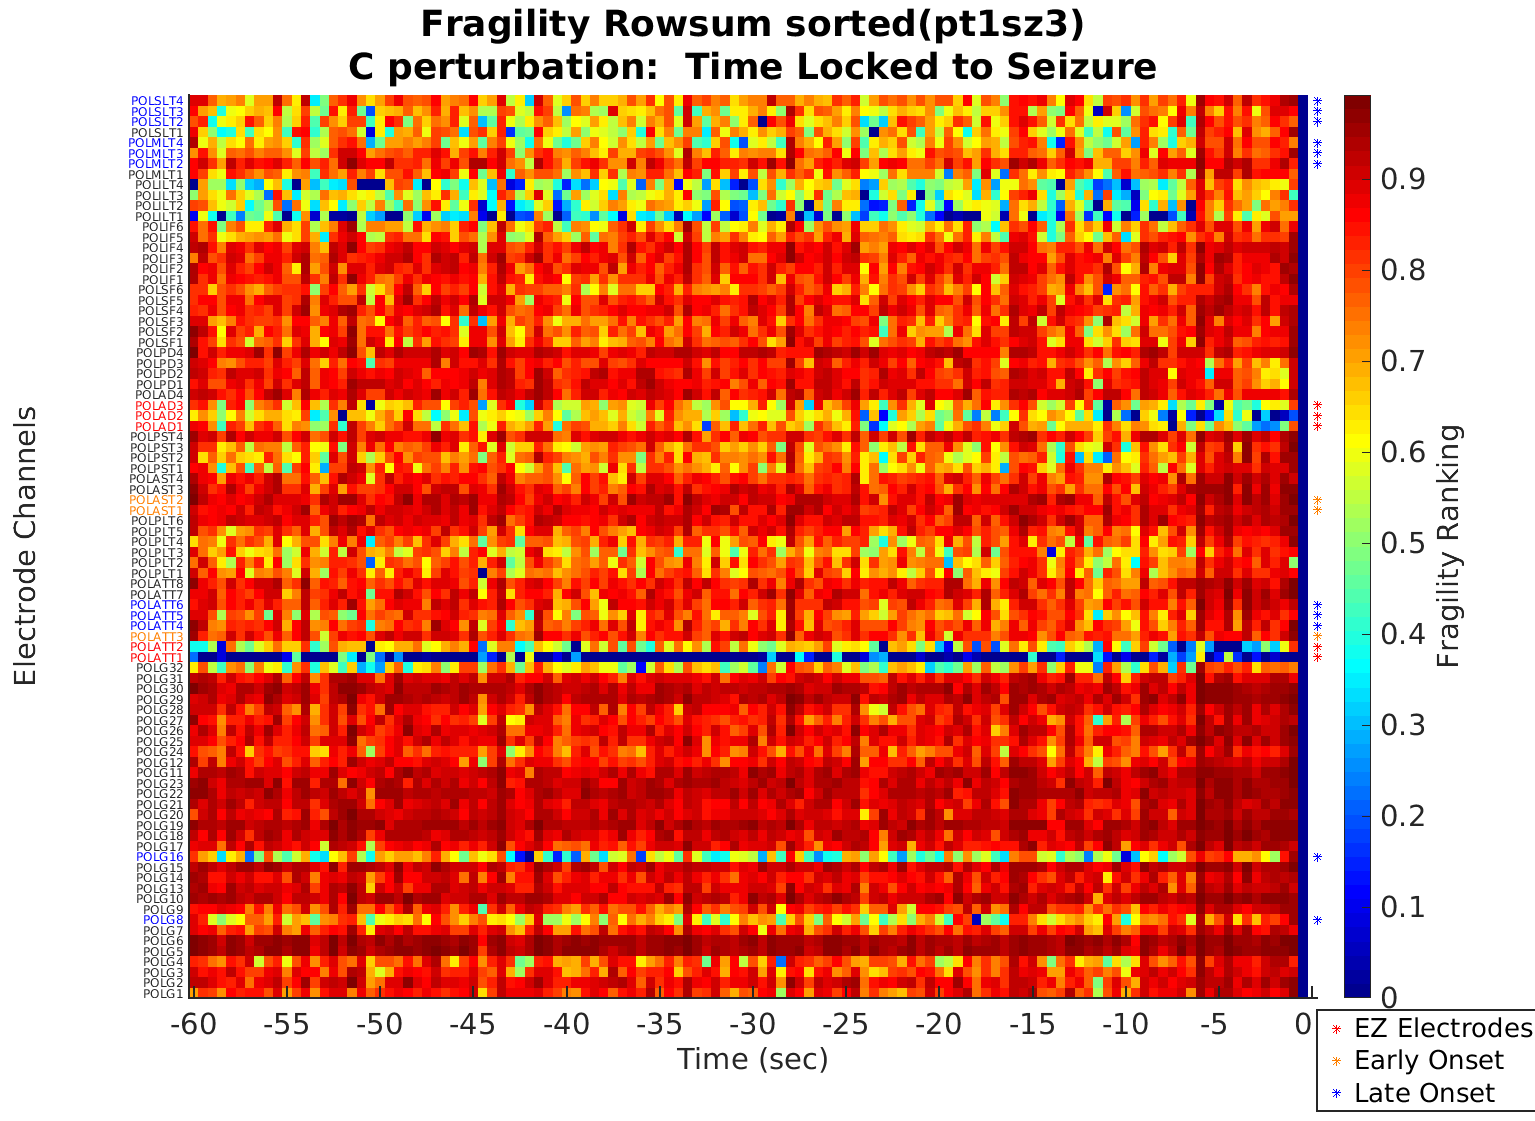 Fragility Rowsum sorted(pt1sz3)
C perturbation:  Time Locked to Seizure
Electrode Channels
POLSLT4
POLSLT3
POLSLT2
POLSLT1
POLMLT4
POLMLT3
POLMLT2
POLMLT1
POLILT4
POLILT3
POLILT2
POLILT1
POLIF6
POLIF5
POLIF4
POLIF3
POLIF2
POLIF1
POLSF6
POLSF5
POLSF4
POLSF3
POLSF2
POLSF1
POLPD4
POLPD3
POLPD2
POLPD1
POLAD4
POLAD3
POLAD2
POLAD1
POLPST4
POLPST3
POLPST2
POLPST1
POLAST4
POLAST3
POLAST2
POLAST1
POLPLT6
POLPLT5
POLPLT4
POLPLT3
POLPLT2
POLPLT1
POLATT8
POLATT7
POLATT6
POLATT5
POLATT4
POLATT3
POLATT2
POLATT1
POLG32
POLG31
POLG30
POLG29
POLG28
POLG27
POLG26
POLG25
POLG24
POLG12
POLG11
POLG23
POLG22
POLG21
POLG20
POLG19
POLG18
POLG17
POLG16
POLG15
POLG14
POLG13
POLG10
POLG9
POLG8
POLG7
POLG6
POLG5
POLG4
POLG3
POLG2
POLG1
-60 -55 -50 -45 -40 -35 -30 -25 -20 -15 -10 -5 0
Time (sec)
0.9
0.8
0.7
0.6
0.5
0.4
0.3
0.2
0.1
0
Fragility Ranking
EZ Electrodes
Early Onset
Late Onset